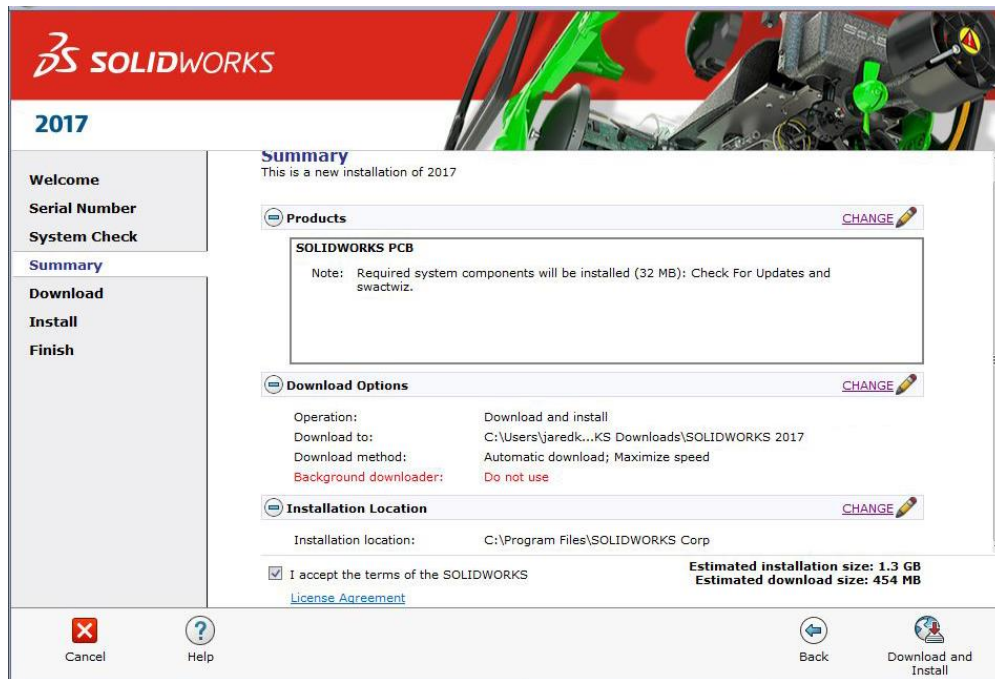 SOLIDWORKS
2017
Welcome
Serial Number
System Check
Summary
Download
Install
Finish
Summary
This is a new installation of 2017
Products
CHANGE
SOLIDWORKS PCB
Note: Required system components will be installed (32 MB): Check For Updates and
swactwiz.
Download Options
CHANGE
Operation: Download and install
Download to: C:\Users\jaredk...KS Downloads\SOLIDWORKS 2017
Download method: Automatic download; Maximize speed
Background downloader: Do not use
Installation Location
CHANGE
Installation location: C:\Program Files\SOLIDWORKS Corp
I accept the terms of the SOLIDWORKS
License Agreement
Estimated installation size: 1.3 GB
Estimated download size: 454 MB
Cancel
Help
Back
Download and
Install